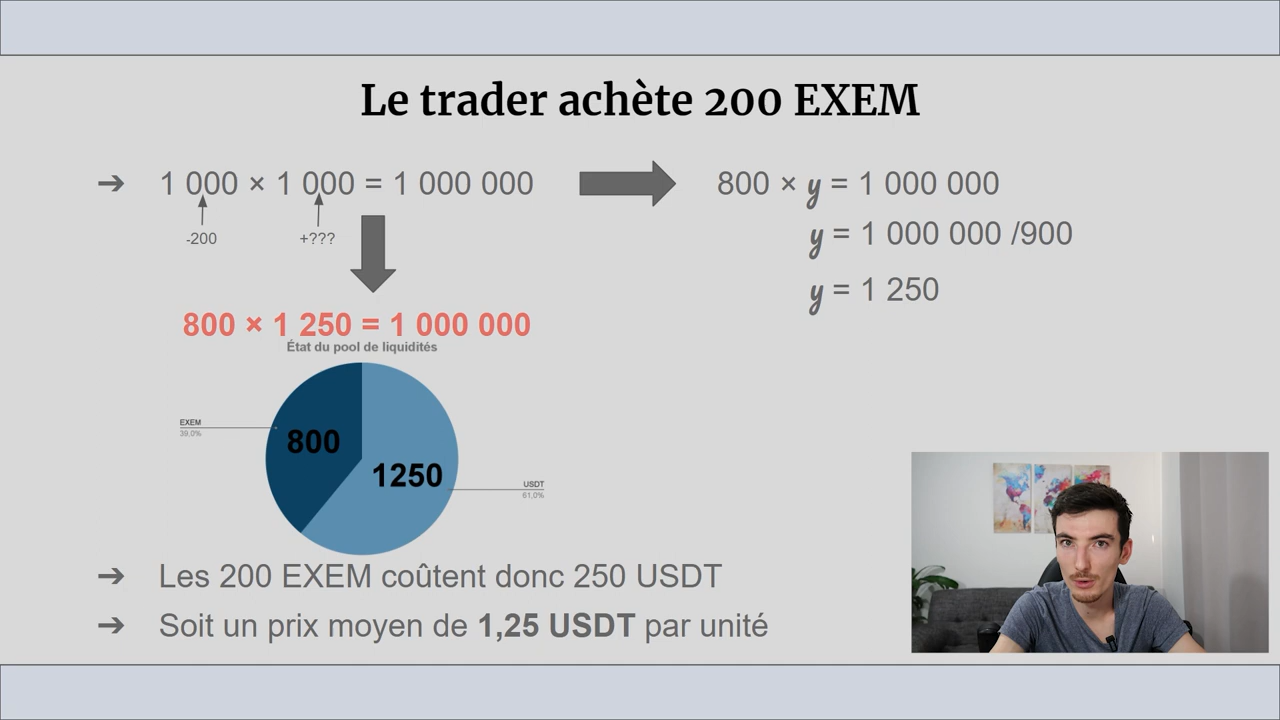 Le trader achète 200 EXEM
➔ 1 000 × 1 000 = 1 000 000
-200
+???
800 × y = 1 000 000
y = 1 000 000 /900
y = 1 250
800 × 1 250 = 1 000 000
État du pool de liquidités
EXEM
39,0%
800
1250
USDT
61,0%
➔ Les 200 EXEM coûtent donc 250 USDT
➔ Soit un prix moyen de 1,25 USDT par unité